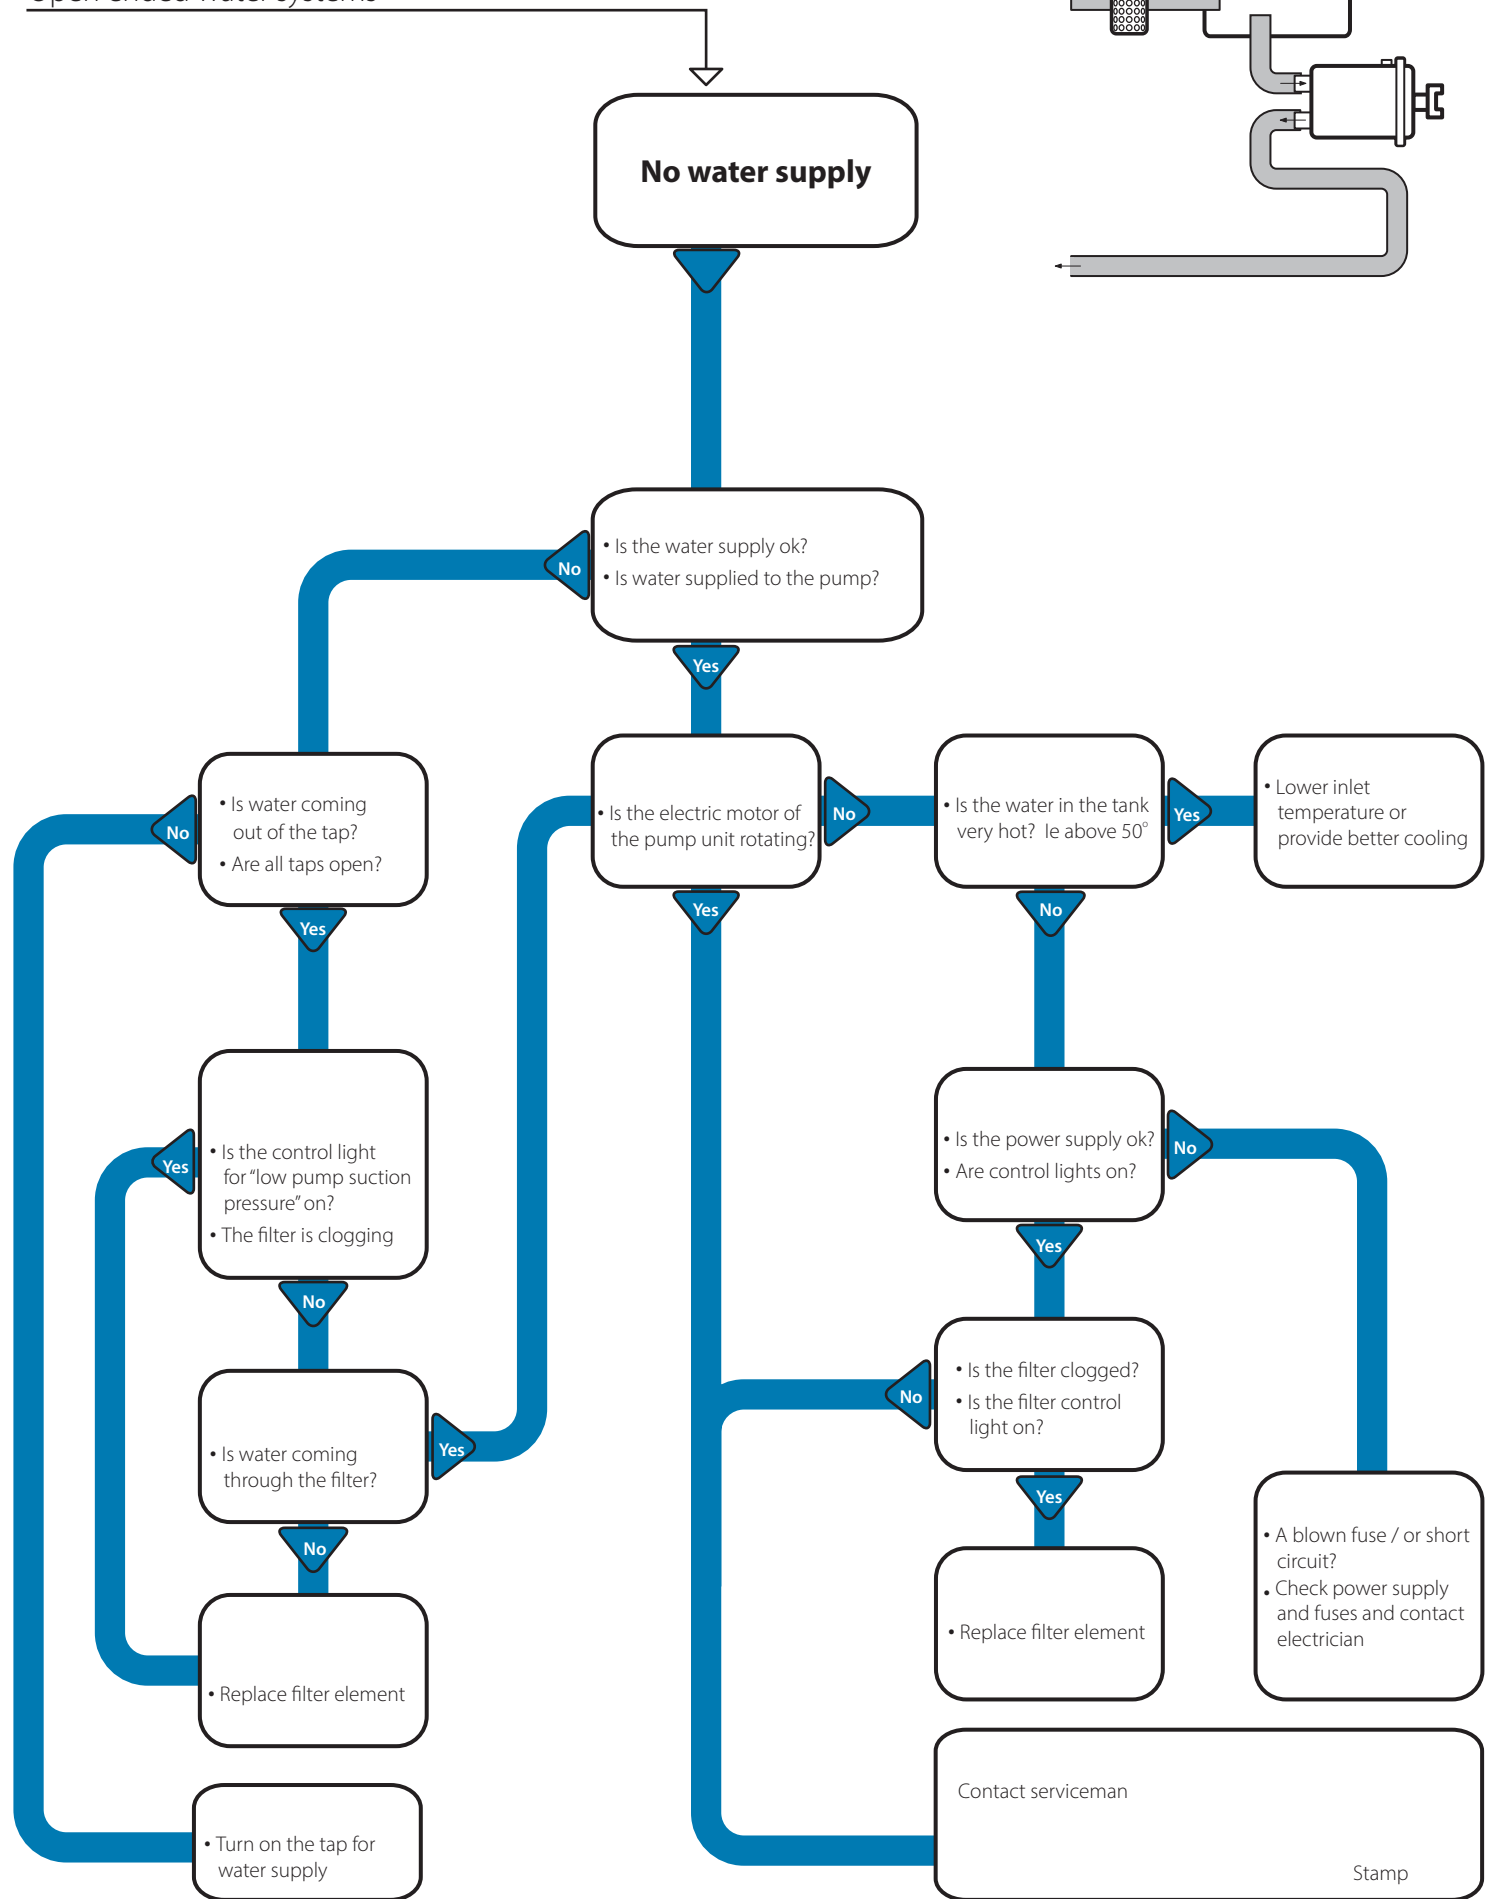 Open ended water systems
No water supply
• Is the water supply ok?
• Is water supplied to the pump?
No
Yes
• Is water coming
out of the tap?
• Are all taps open?
No
Yes
• Is the electric motor of
the pump unit rotating?
No
Yes
• Is the water in the tank
very hot? Ie above 50°
Yes
No
• Lower inlet
temperature or
provide better cooling
• Is the control light
for "low pump suction
pressure" on?
• The filter is clogging
Yes
No
• Is the power supply ok?
• Are control lights on?
No
Yes
• Is water coming
through the filter?
Yes
No
• Is the filter clogged?
• Is the filter control
light on?
No
Yes
• Replace filter element
• Replace filter element
• A blown fuse / or short
circuit?
• Check power supply
and fuses and contact
electrician
• Turn on the tap for
water supply
Contact serviceman
Stamp